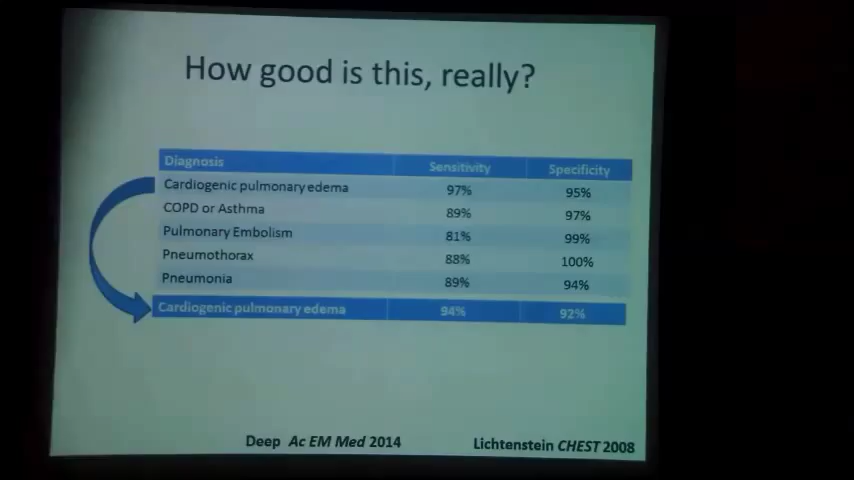 How good is this, really?
Diagnosis Sensitivity Specificity
Cardiogenic pulmonary edema 97% 95%
COPD or Asthma 89% 97%
Pulmonary Embolism 81% 99%
Pneumothorax 88% 100%
Pneumonia 89% 94%
Cardiogenic pulmonary edema 94% 92%
Deep Ac EM Med 2014 Lichtenstein CHEST 2008